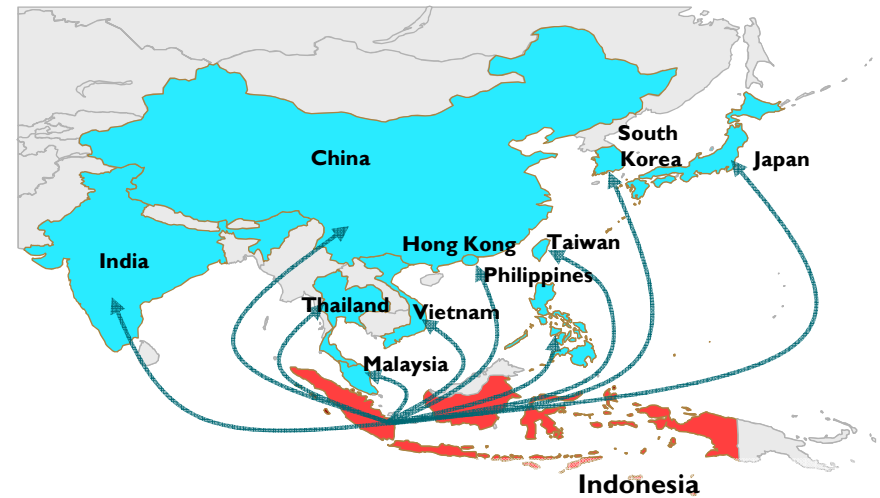 South
Korea
China
Japan
Hong Kong
Taiwan
India
Philippines
Thailand
Vietnam
Malaysia
Indonesia